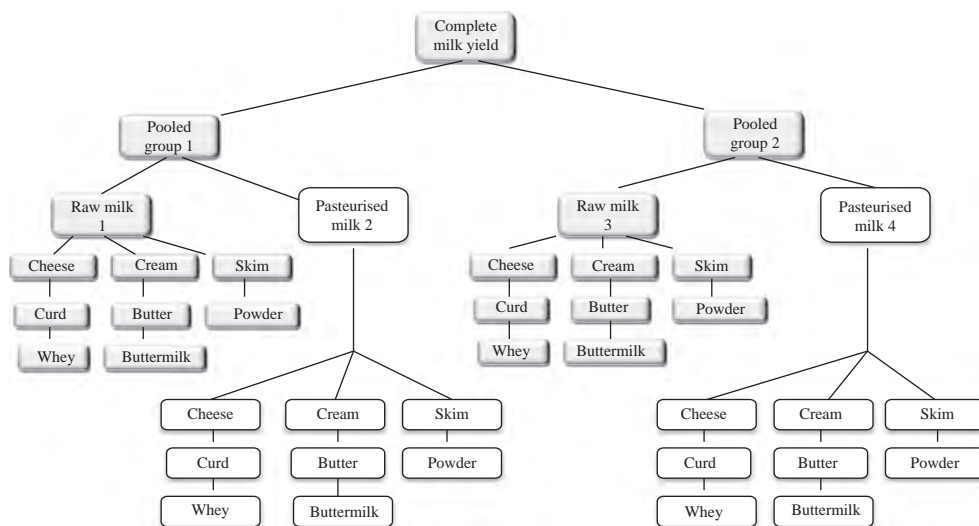 Complete
milk yield
Pooled
group 1
Pooled
group 2
Raw milk
1
Pasteurised
milk 2
Raw milk
3
Pasteurised
milk 4
Cheese
Cream
Skim
Cheese
Cream
Skim
Curd
Butter
Powder
Curd
Butter
Powder
Whey
Buttermilk
Whey
Buttermilk
Cheese
Cream
Skim
Cheese
Cream
Skim
Curd
Butter
Powder
Curd
Butter
Powder
Whey
Buttermilk
Whey
Buttermilk